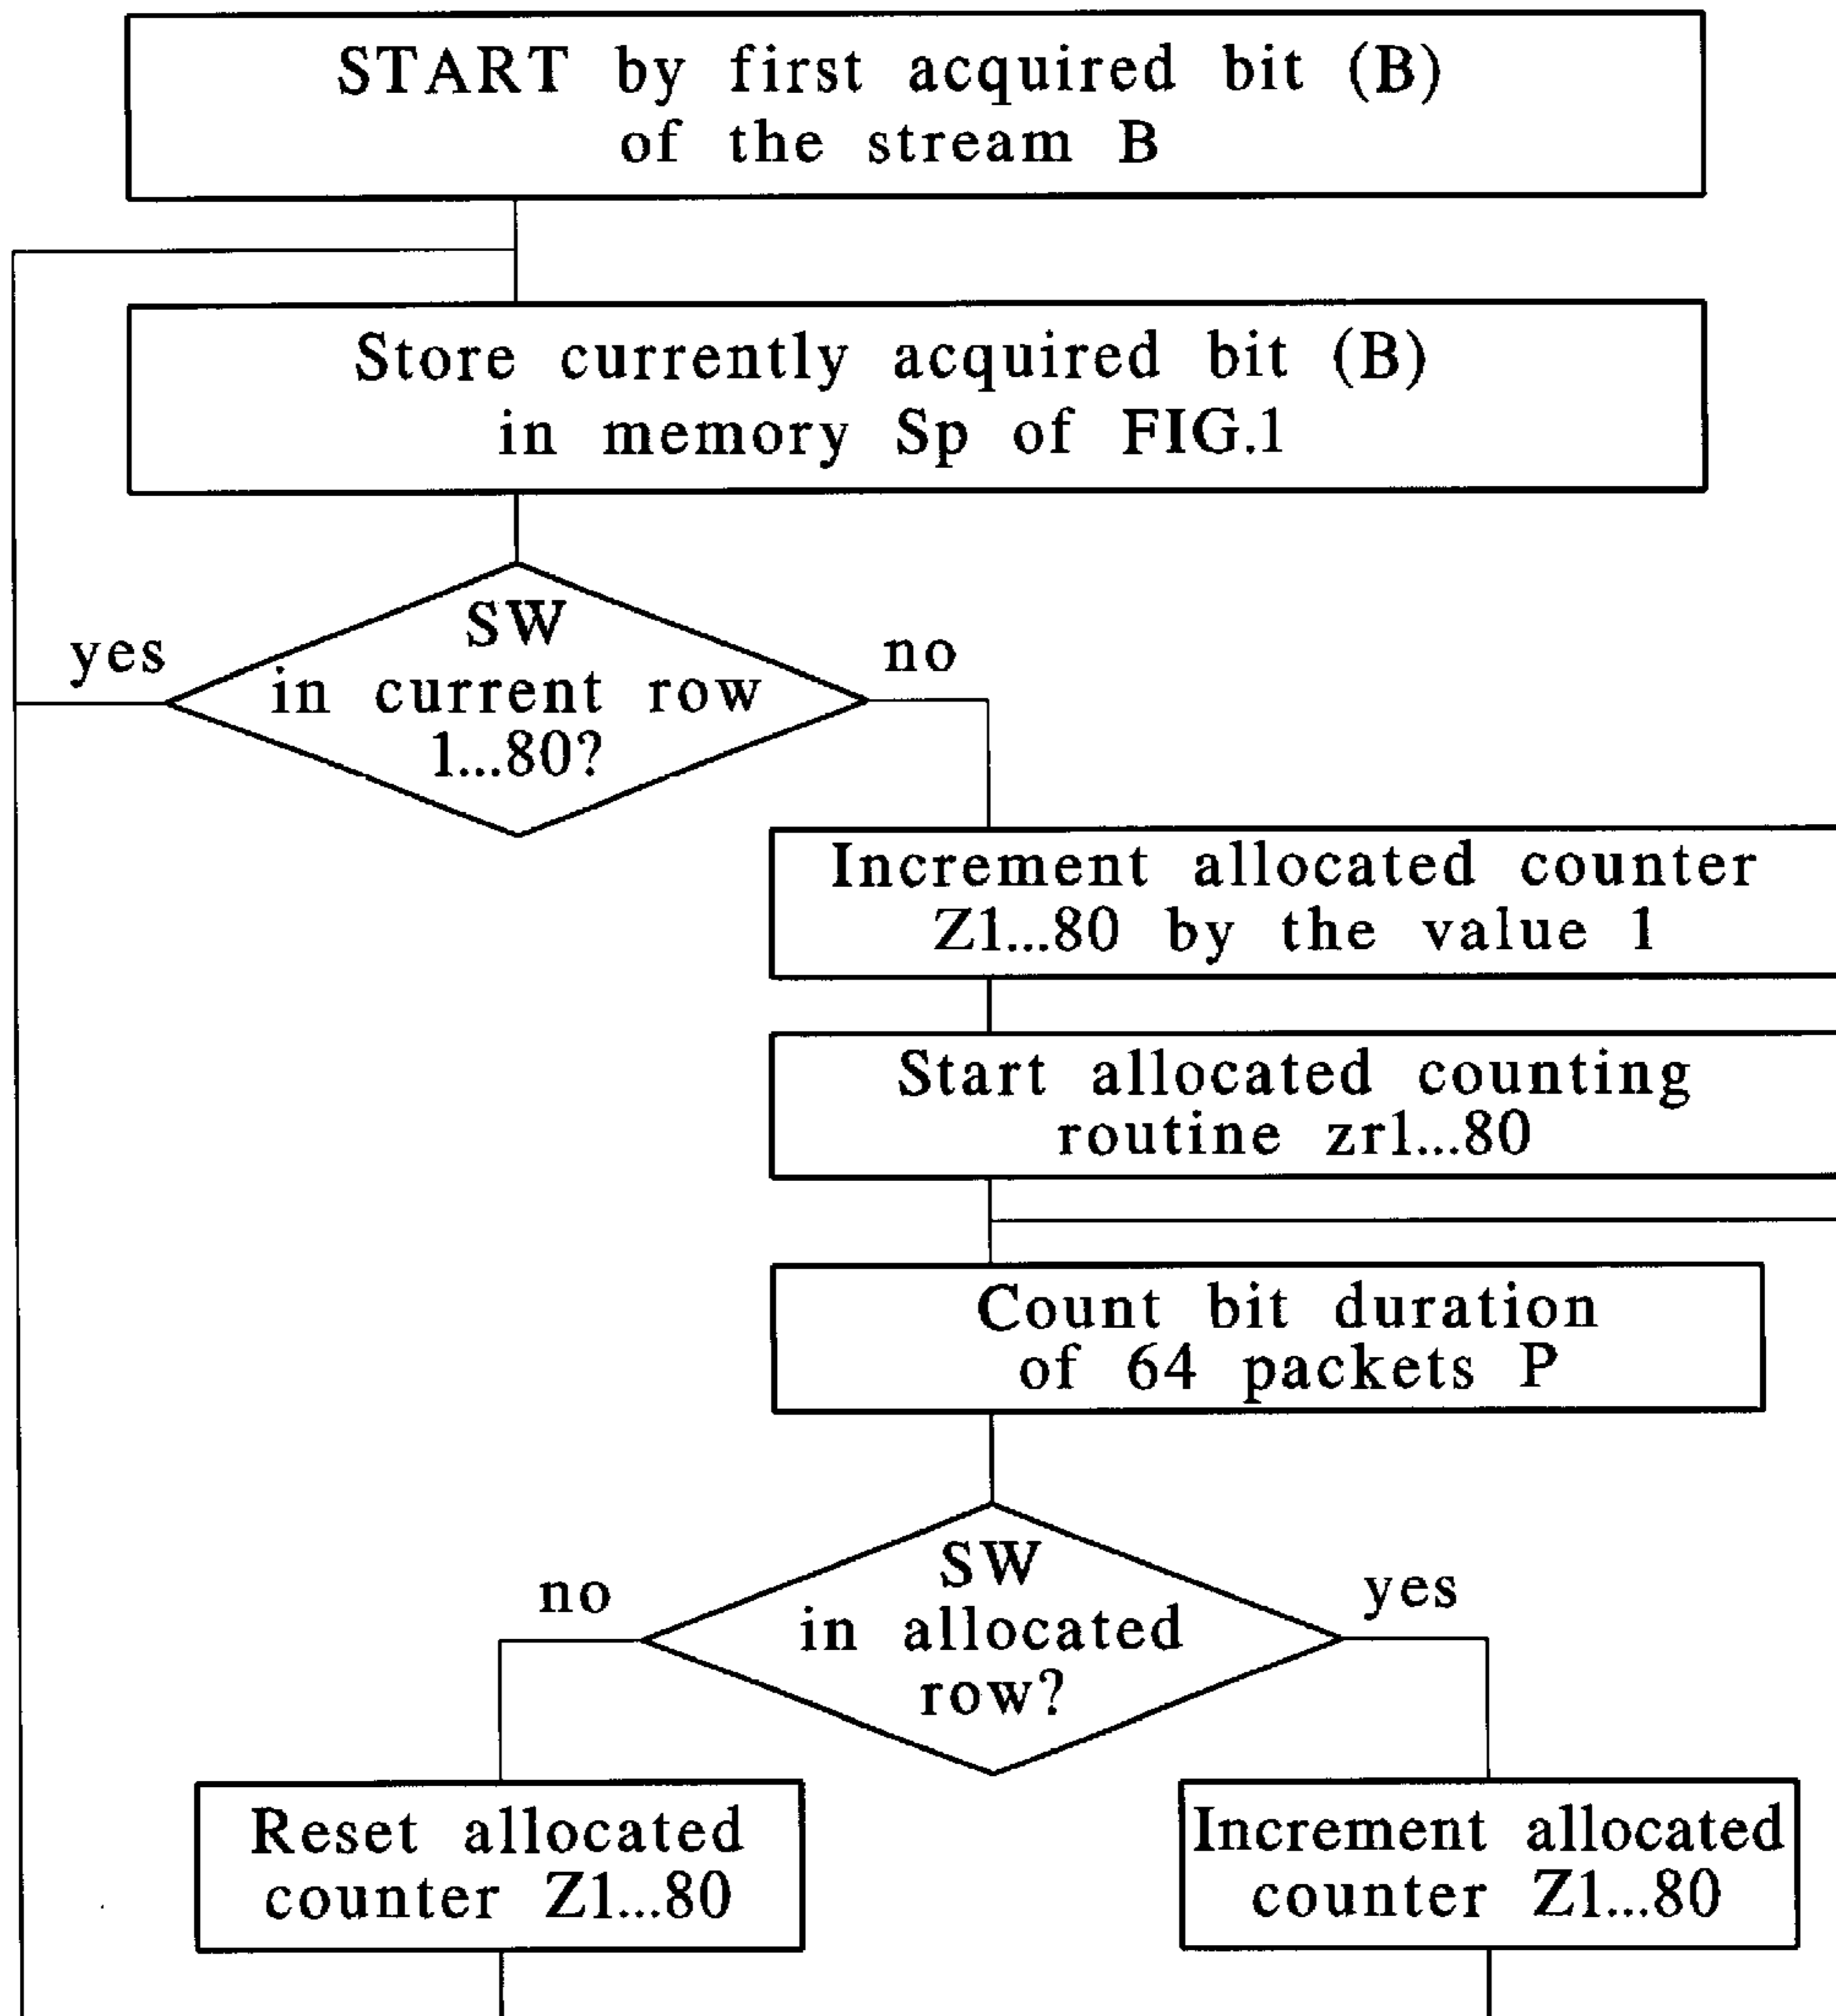 START by first acquired bit (B)
of the stream B
Store currently acquired bit (B)
in memory Sp of FIG.1
SW
in current row
1...80?
yes
no
Increment allocated counter
Z1...80 by the value 1
Start allocated counting
routine zr1...80
Count bit duration
of 64 packets P
SW
in allocated
row?
no
yes
Reset allocated
counter Z1...80
Increment allocated
counter Z1...80